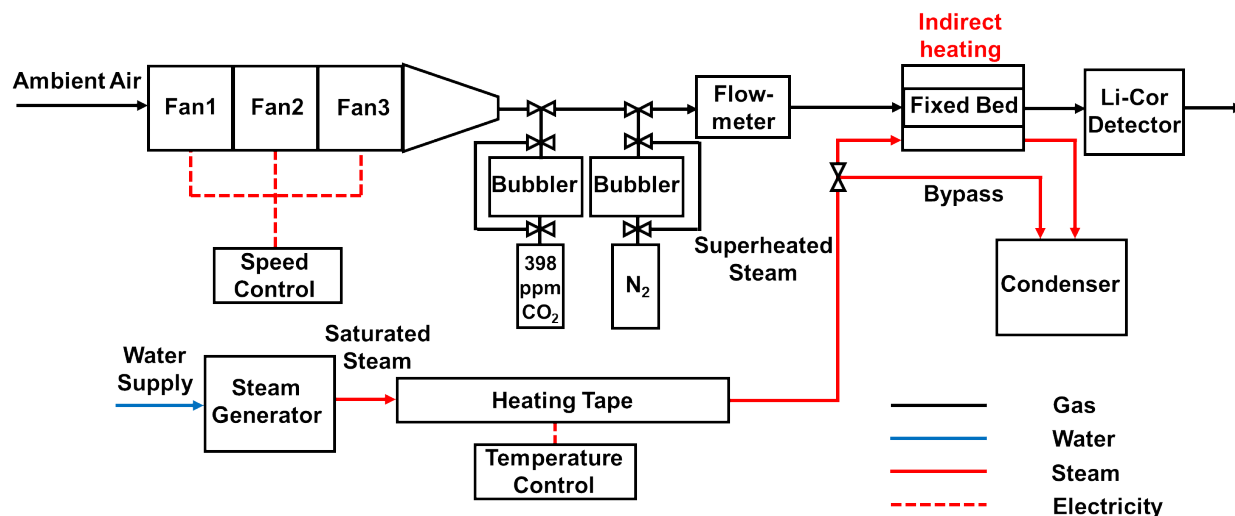 Indirect
heating
Ambient Air
Fan1
Fan2
Fan3
Flow-
meter
Fixed Bed
Li-Cor
Detector
Bubbler
Bubbler
Bypass
Superheated
Steam
Speed
Control
398
ppm
CO₂
N₂
Condenser
Water
Supply
Steam
Generator
Saturated
Steam
Heating Tape
Temperature
Control
Gas
Water
Steam
Electricity